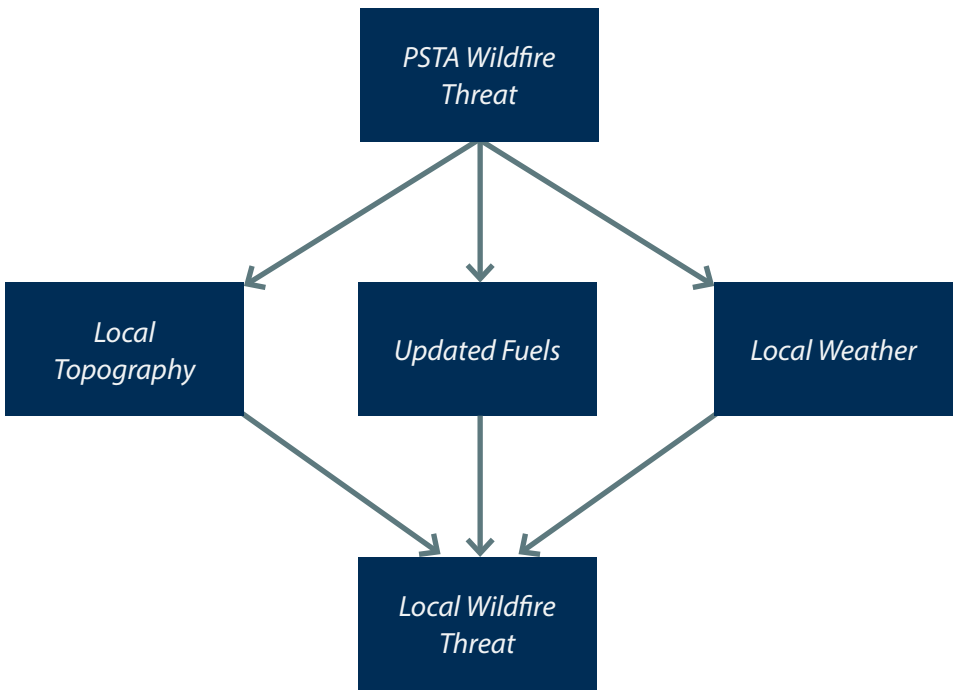 PSTA Wildfire
Threat
Local
Topography
Updated Fuels
Local Weather
Local Wildfire
Threat